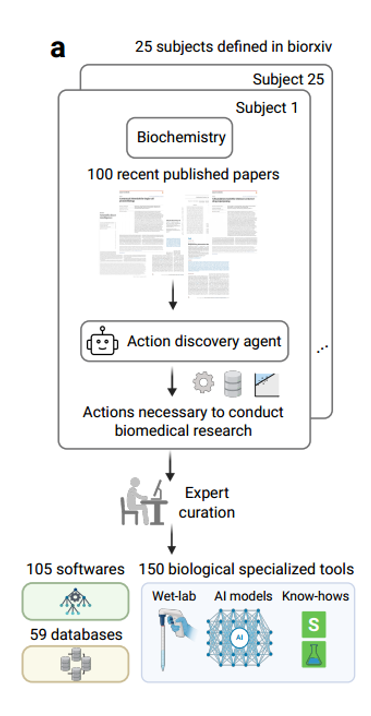 a
25 subjects defined in biorxiv
Subject 25
Subject 1
Biochemistry
100 recent published papers
Action discovery agent
...
Actions necessary to conduct
biomedical research
Expert
curation
105 softwares
150 biological specialized tools
Wet-lab
AI models
Know-hows
AI
S
59 databases